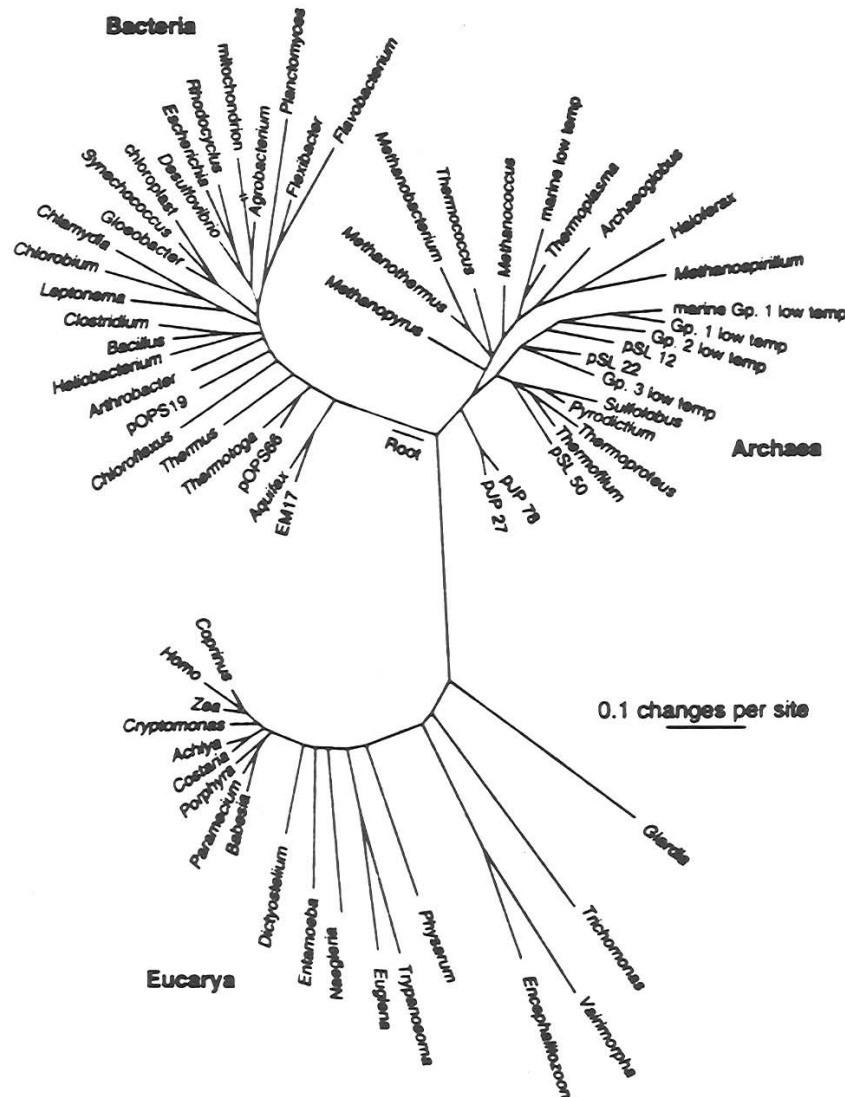 Bacteria
Planctomyces
mitochondrion
Flavobacterium
Rhodocyclus
Escherichia
Agrobacterium
Flexibacter
Desulfovibrio
chloroplast
Synechococcus
Gloeobacter
Chlamydia
Chlorobium
Leptonema
Clostridium
Bacillus
Heliobacterium
Arthrobacter
pOPS19
Chloroflexus
Thermus
Thermotoga
pOPS66
Aquifex
EM17
Root
Methanopyrus
Methanothermus
Methanobacterium
Thermococcus
Methanococcus
marine low temp
Thermoplasma
Archaeoglobus
Haloferax
Methanospirillum
marine Gp. 1 low temp
Gp. 1 low temp
Gp. 2 low temp
pSL 12
pSL 22
Gp. 3 low temp
Sulfolobus
Pyrodictium
Thermoproteus
Thermofilum
pSL 50
pJP 78
pJP 27
Archaea
0.1 changes per site
Coprinus
Homo
Zea
Cryptomonas
Achlya
Costaria
Porphyra
Paramecium
Babesia
Dictyostelium
Entamoeba
Naegleria
Euglena
Trypanosoma
Physarum
Encephalitozoon
Vairimorpha
Trichomonas
Giardia
Eucarya